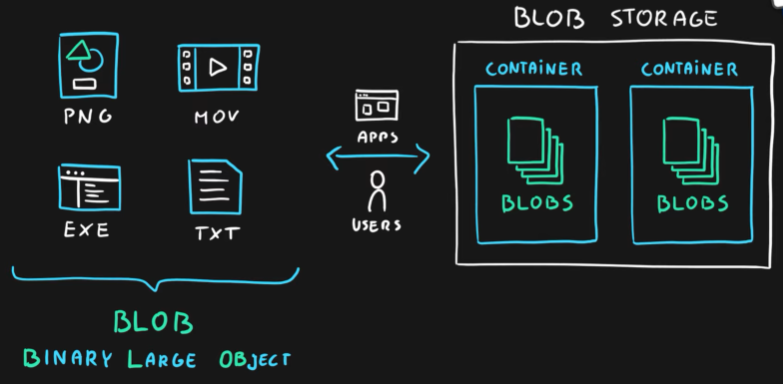 PNG
MOV
EXE
TXT
BLOB
BINARY LARGE OBJECT
APPS
USERS
BLOB STORAGE
CONTAINER
BLOBS
CONTAINER
BLOBS